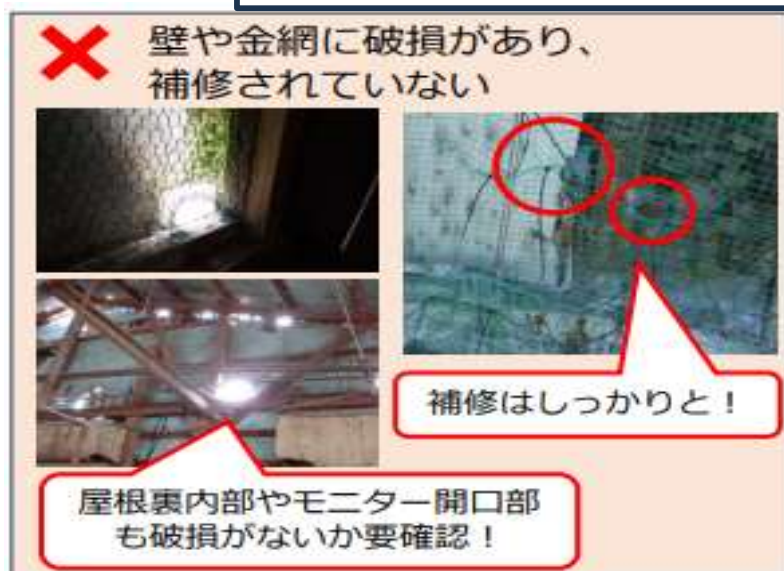 壁や金網に破損があり、
補修されていない
補修はしっかりと！
屋根裏内部やモニター開口部
も破損がないか要確認！